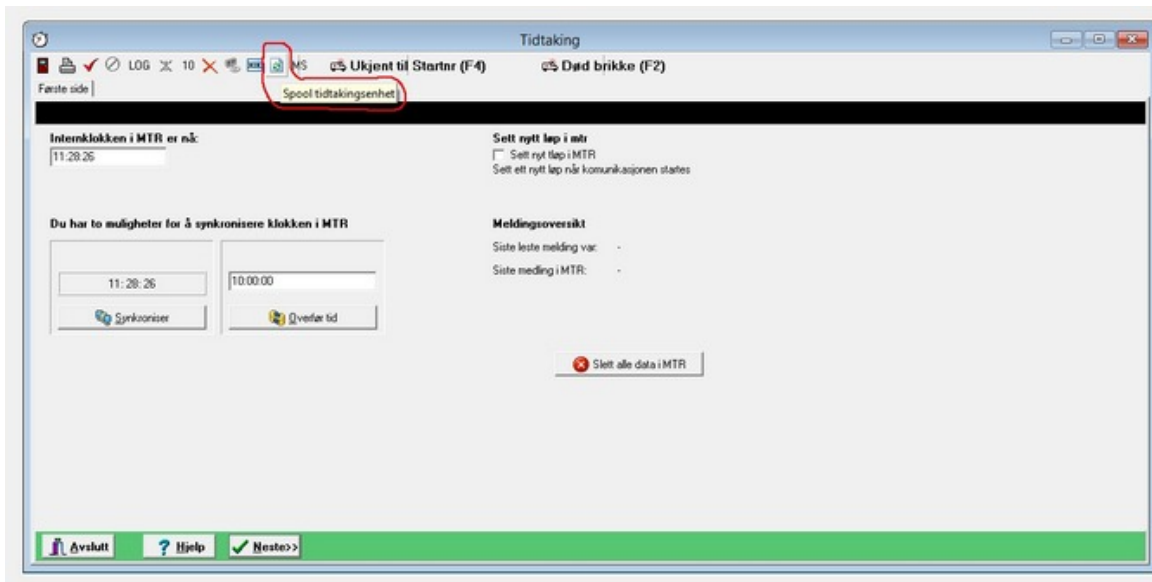 Tidtaking
LOG 10 MS Ukjent til Startnr (F4) Død brikke (F2)
Første side
Spool tidtakingsenhet
Internklokken i MTR er nå:
11:28:26
Sett nytt løp i mtr
Sett nyt tløp i MTR
Sett ett nytt løp når komunikasjonen startes
Du har to muligheter for å synkronisere klokken i MTR
11: 28: 26
10:00:00
Synkroniser
Overfør tid
Meldingsoversikt
Siste leste melding var: -
Siste medling i MTR: -
Slett alle data i MTR
Avslutt
Hjelp
Neste>>